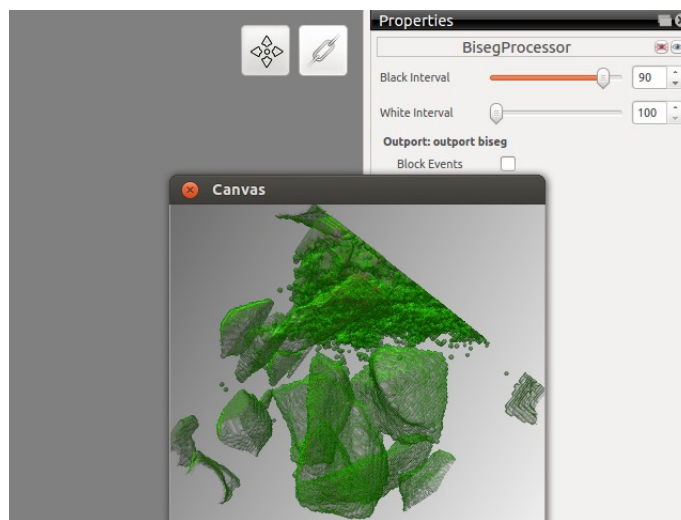 Properties
BisegProcessor
Black Interval 90
White Interval 100
Outport: outport biseg
Block Events
Canvas